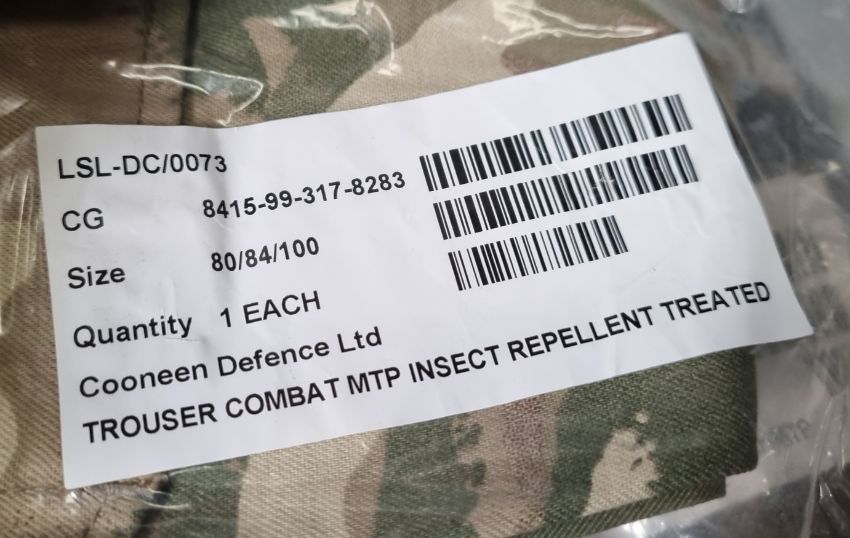 LSL-DC/0073
CG 8415-99-317-8283
Size 80/84/100
Quantity 1 EACH
Cooneen Defence Ltd
TROUSER COMBAT MTP INSECT REPELLENT TREATED